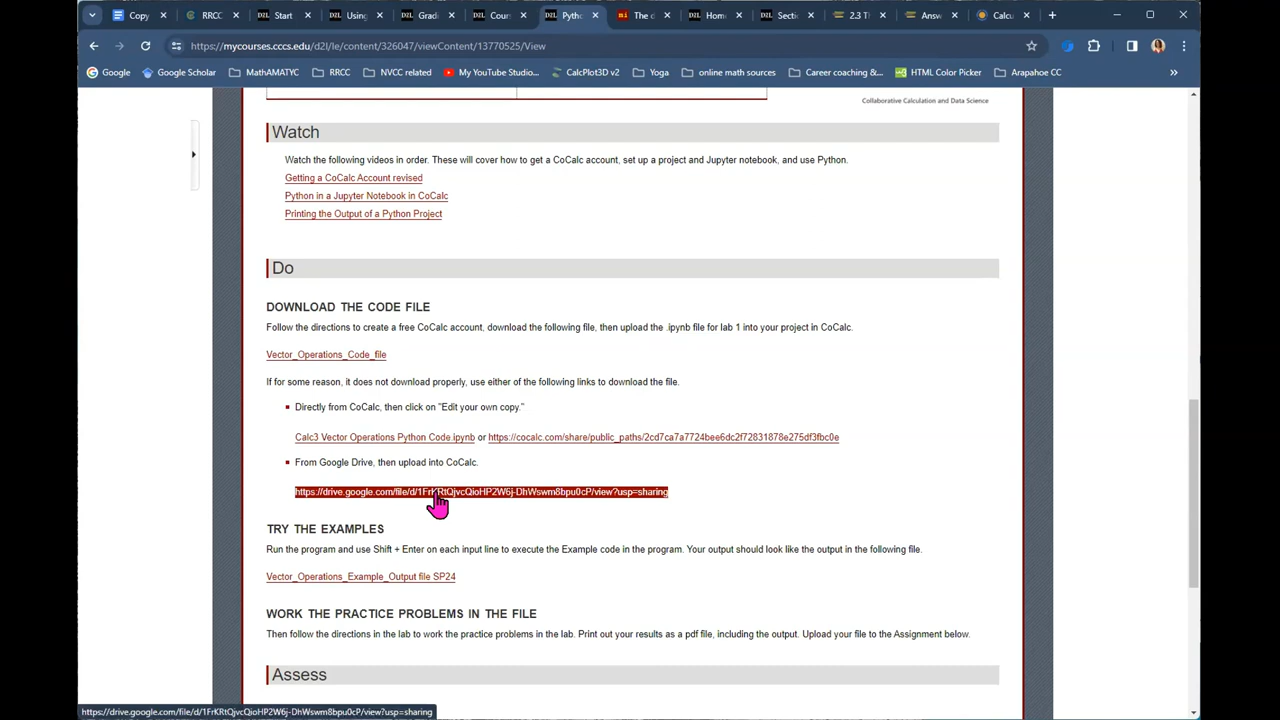 Copy
RRCC
Start
Using
Grade
Cours
Pytho
The d
Home
Sectio
2.3 T
Answ
Calcu
https://mycourses.cccs.edu/d2l/le/content/326047/viewContent/13770525/View
Google
Google Scholar
MathAMATYC
RRCC
NVCC related
My YouTube Studio...
CalcPlot3D v2
Yoga
online math sources
Career coaching &...
HTML Color Picker
Arapahoe CC
Collaborative Calculation and Data Science
Watch
Watch the following videos in order. These will cover how to get a CoCalc account, set up a project and Jupyter notebook, and use Python.
Getting a CoCalc Account revised
Python in a Jupyter Notebook in CoCalc
Printing the Output of a Python Project
Do
DOWNLOAD THE CODE FILE
Follow the directions to create a free CoCalc account, download the following file, then upload the .ipynb file for lab 1 into your project in CoCalc.
Vector_Operations_Code_file
If for some reason, it does not download properly, use either of the following links to download the file.
Directly from CoCalc, then click on "Edit your own copy."
Calc3 Vector Operations Python Code.ipynb or https://cocalc.com/share/public_paths/2cd7ca7a7724bee6dc2f72831878e275df3fbc0e
From Google Drive, then upload into CoCalc.
https://drive.google.com/file/d/1FrKRtQjvcQioHP2W6j-DhWswm8bpu0cP/view?usp=sharing
TRY THE EXAMPLES
Run the program and use Shift + Enter on each input line to execute the Example code in the program. Your output should look like the output in the following file.
Vector_Operations_Example_Output file SP24
WORK THE PRACTICE PROBLEMS IN THE FILE
Then follow the directions in the lab to work the practice problems in the lab. Print out your results as a pdf file, including the output. Upload your file to the Assignment below.
Assess
https://drive.google.com/file/d/1FrKRtQjvcQioHP2W6j-DhWswm8bpu0cP/view?usp=sharing